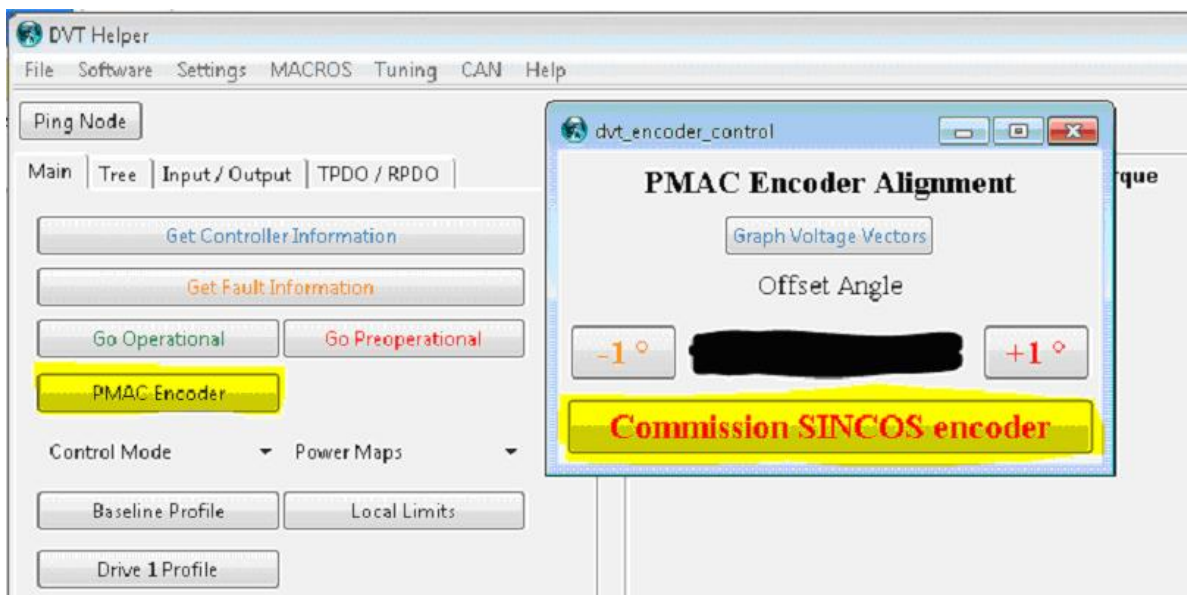 DVT Helper
File Software Settings MACROS Tuning CAN Help
Ping Node
Main Tree Input / Output TPDO / RPDO
Get Controller Information
Get Fault Information
Go Operational Go Preoperational
PMAC Encoder
Control Mode Power Maps
Baseline Profile Local Limits
Drive 1 Profile
dvt_encoder_control
PMAC Encoder Alignment
Graph Voltage Vectors
Offset Angle
-1 ° +1 °
Commission SINCOS encoder
rque